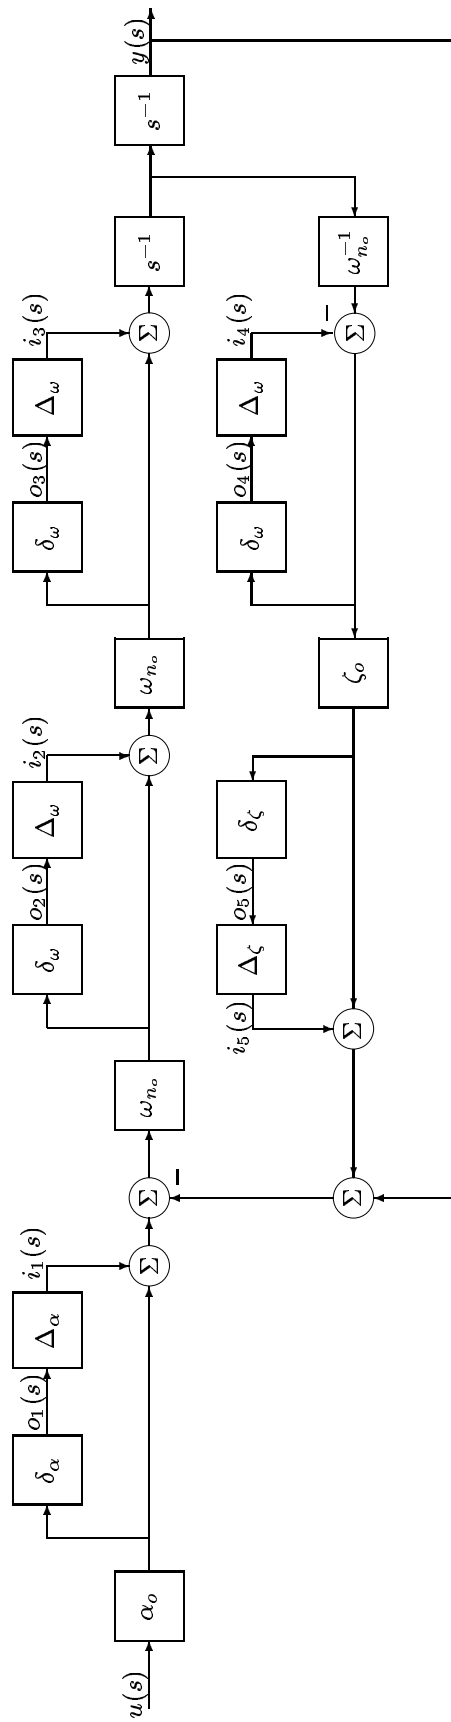 u(s)
α_o
δ_α
o_1(s)
Δ_α
i_1(s)
Σ
Σ
−
ω_{n_o}
δ_ω
o_2(s)
Δ_ω
i_2(s)
Σ
ω_{n_o}
δ_ω
o_3(s)
Δ_ω
i_3(s)
Σ
s^{-1}
s^{-1}
y(s)
Σ
Σ
i_5(s)
Δ_ζ
o_5(s)
δ_ζ
ζ_o
δ_ω
o_4(s)
Δ_ω
i_4(s)
−
Σ
ω_{n_o}^{-1}